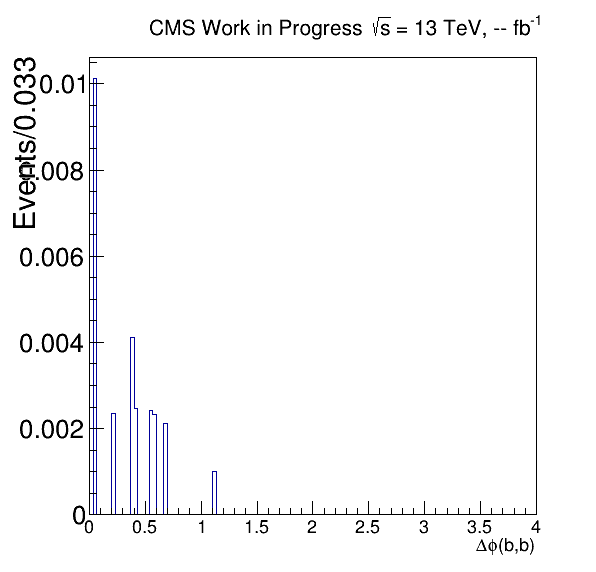 CMS Work in Progress √s = 13 TeV, -- fb⁻¹
Events/0.033
0.01
0.008
0.006
0.004
0.002
0
0 0.5 1 1.5 2 2.5 3 3.5 4
Δϕ(b,b)